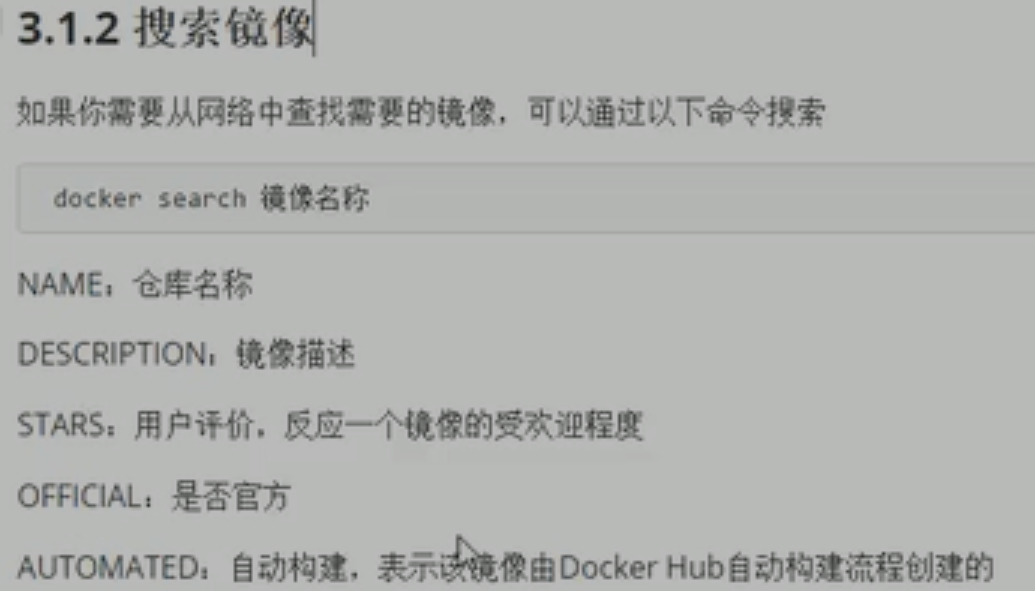 3.1.2 搜索镜像
如果你需要从网络中查找需要的镜像，可以通过以下命令搜索
docker search 镜像名称
NAME：仓库名称
DESCRIPTION：镜像描述
STARS：用户评价，反应一个镜像的受欢迎程度
OFFICIAL：是否官方
AUTOMATED：自动构建，表示该镜像由Docker Hub自动构建流程创建的